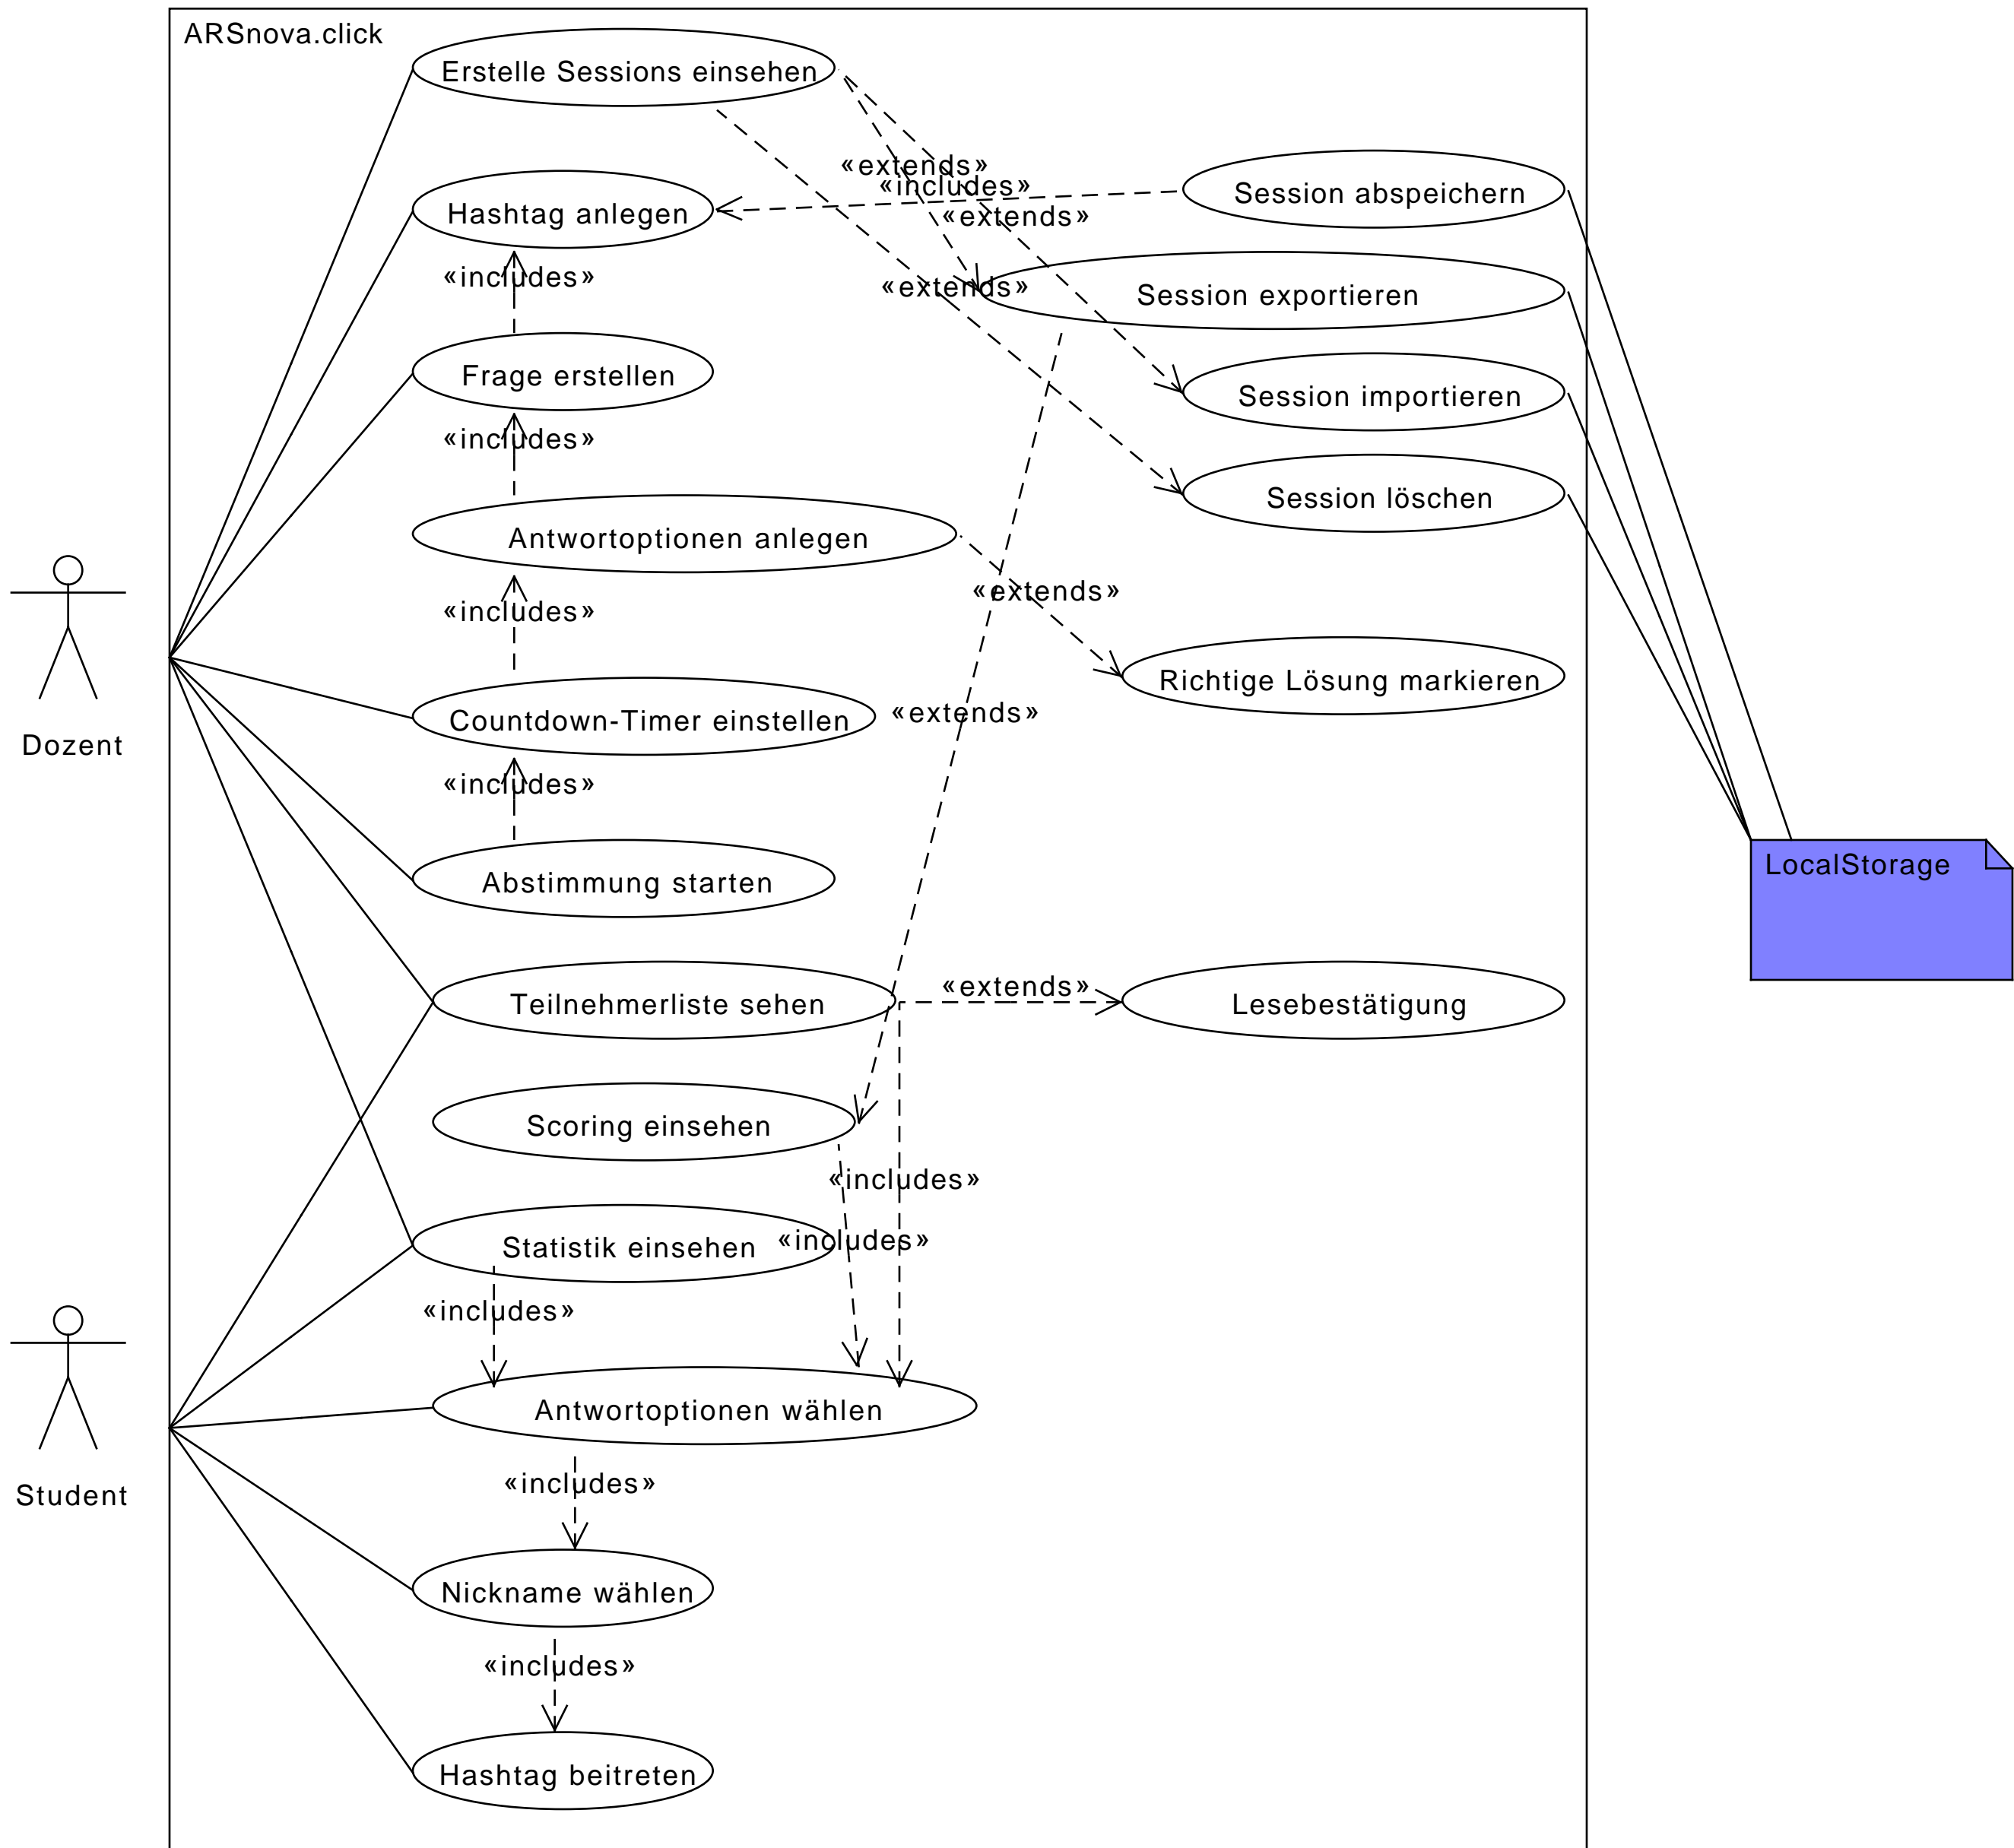 ARSnova.click
Erstelle Sessions einsehen
«extends»
«includes»
Session abspeichern
Hashtag anlegen
«extends»
«includes»
«extends»
Session exportieren
Frage erstellen
Session importieren
«includes»
Session löschen
Antwortoptionen anlegen
«extends»
«includes»
Richtige Lösung markieren
«extends»
Countdown-Timer einstellen
Dozent
«includes»
LocalStorage
Abstimmung starten
«extends»
Teilnehmerliste sehen
Lesebestätigung
Scoring einsehen
«includes»
«includes»
Statistik einsehen
«includes»
Antwortoptionen wählen
«includes»
Student
Nickname wählen
«includes»
Hashtag beitreten